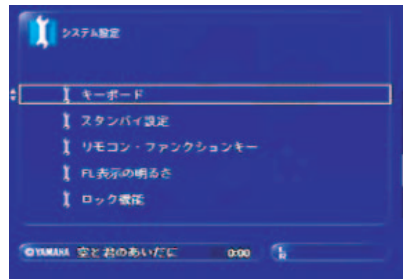 システム設定
キーボード
スタンバイ設定
リモコン・ファンクションキー
FL表示の明るさ
ロック機能
YAMAHA 空と君のあいだに 0:00